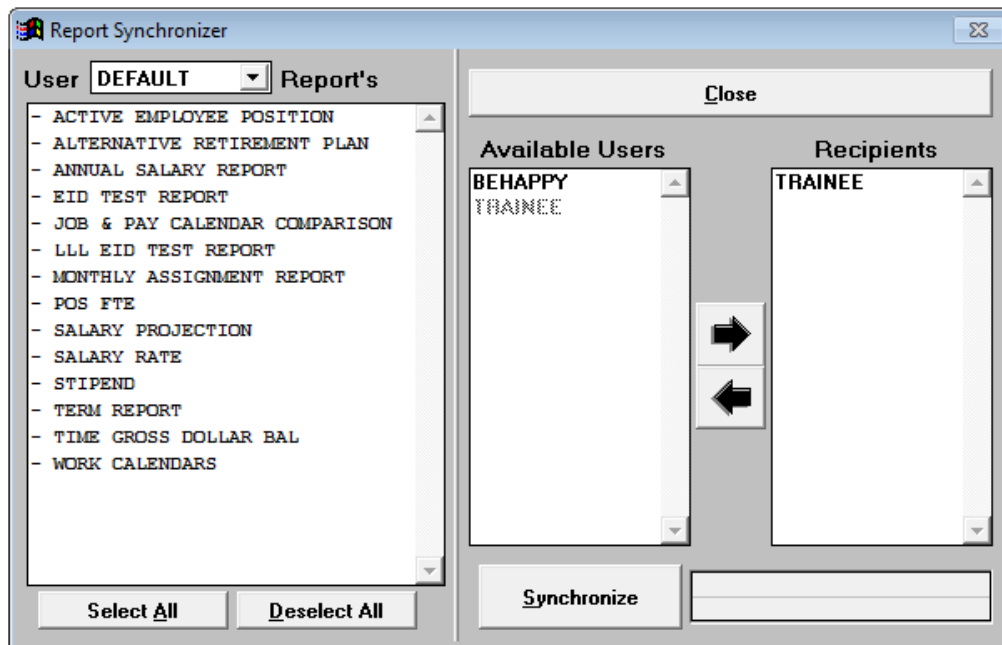 Report Synchronizer
User DEFAULT Report's
- ACTIVE EMPLOYEE POSITION
- ALTERNATIVE RETIREMENT PLAN
- ANNUAL SALARY REPORT
- EID TEST REPORT
- JOB & PAY CALENDAR COMPARISON
- LLL EID TEST REPORT
- MONTHLY ASSIGNMENT REPORT
- POS FTE
- SALARY PROJECTION
- SALARY RATE
- STIPEND
- TERM REPORT
- TIME GROSS DOLLAR BAL
- WORK CALENDARS
Select All
Deselect All
Close
Available Users
BEHAPPY
TRAINEE
Recipients
TRAINEE
Synchronize